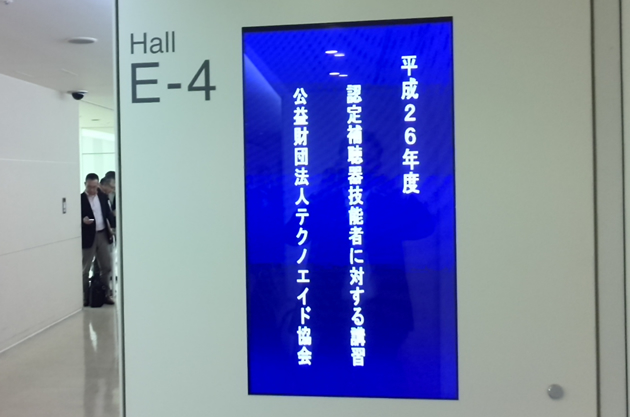 Hall
E-4
平成26年度
認定補聴器技能者に対する講習
公益財団法人テクノエイド協会